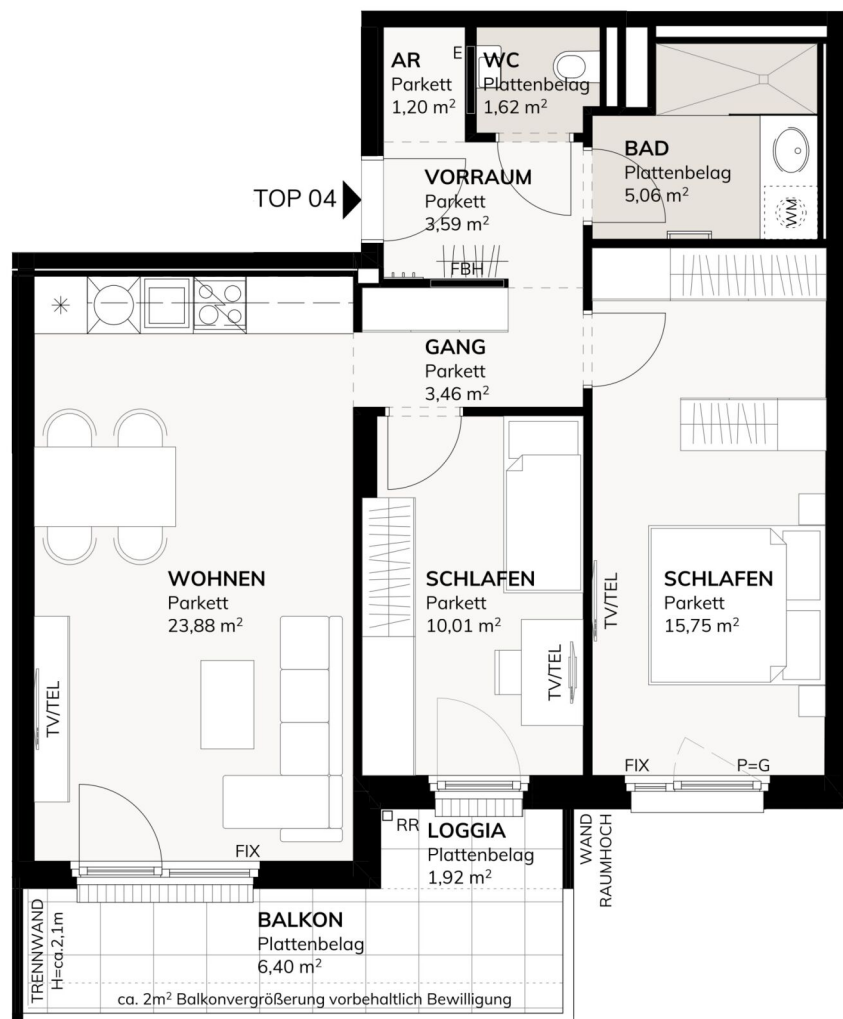 AR
Parkett
1,20 m²
E
WC
Plattenbelag
1,62 m²
BAD
Plattenbelag
5,06 m²
WM
TOP 04
VORRAUM
Parkett
3,59 m²
FBH
GANG
Parkett
3,46 m²
WOHNEN
Parkett
23,88 m²
TV/TEL
SCHLAFEN
Parkett
10,01 m²
TV/TEL
SCHLAFEN
Parkett
15,75 m²
TV/TEL
FIX
P=G
FIX
RR
LOGGIA
Plattenbelag
1,92 m²
WAND
RAUMHOCH
BALKON
Plattenbelag
6,40 m²
TRENNWAND
H=ca.2,1m
ca. 2m² Balkonvergrößerung vorbehaltlich Bewilligung